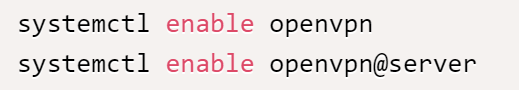 systemctl enable openvpn
systemctl enable openvpn@server